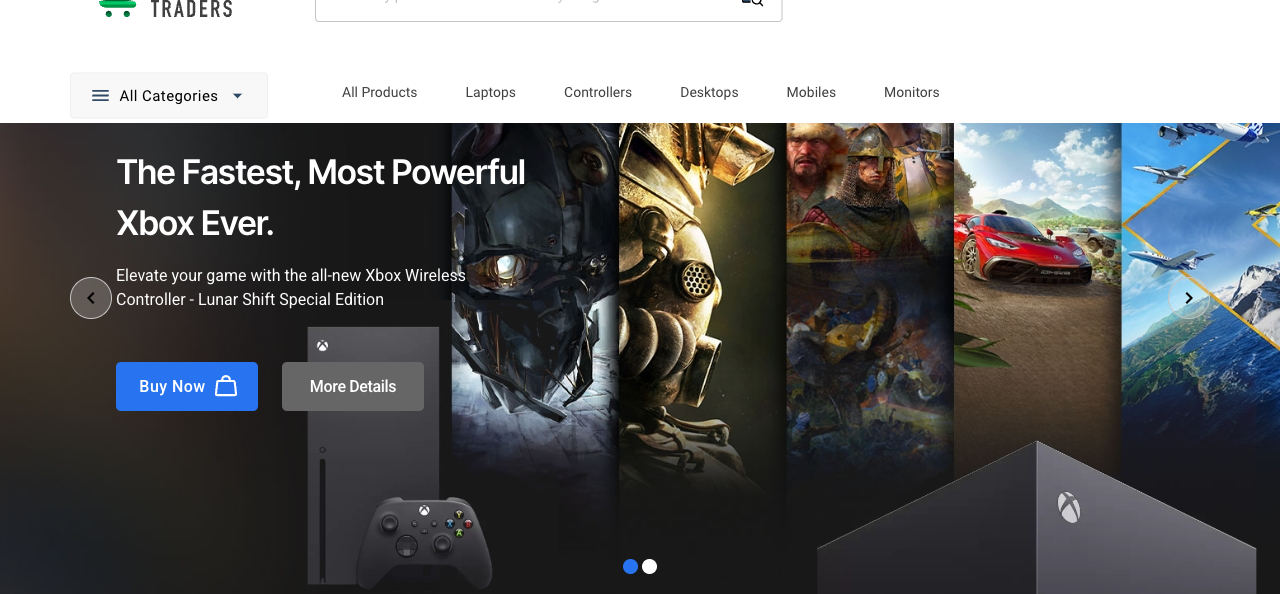 TRADERS
All Categories
All Products
Laptops
Controllers
Desktops
Mobiles
Monitors
The Fastest, Most Powerful
Xbox Ever.
Elevate your game with the all-new Xbox Wireless
Controller - Lunar Shift Special Edition
Buy Now
More Details